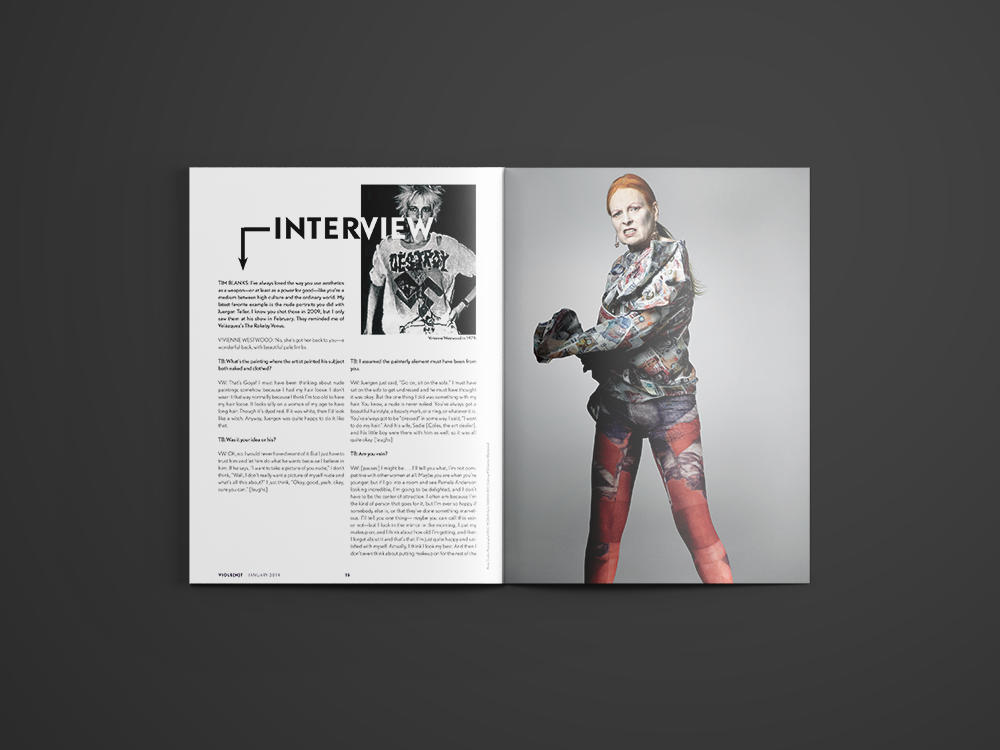 INTERVIEW
DESTROY
Vivienne Westwood in 1976
TIM BLANKS: I've always loved the way you use aesthetics
as a weapon—or at least as a power for good—like you're a
medium between high culture and the ordinary world. My
latest favorite example is the nude portraits you did with
Juergen Teller. I know you shot those in 2009, but I only
saw them at his show in February. They reminded me of
Velázquez's The Rokeby Venus.
VIVIENNE WESTWOOD: No, she's got her back to you—a
wonderful back, with beautiful pale limbs.
TB: What's the painting where the artist painted his subject
both naked and clothed?
VW: That's Goya! I must have been thinking about nude
paintings somehow because I had my hair loose. I don't
wear it that way normally because I think I'm too old to have
my hair loose. It looks silly on a woman of my age to have
long hair. Though it's dyed red. If it was white, then I'd look
like a witch. Anyway, Juergen was quite happy to do it like
that.
TB: Was it your idea or his?
VW: Oh, no, I would never have dreamt of it. But I just have to
trust him and let him do what he wants because I believe in
him. If he says, "I want to take a picture of you nude," I don't
think, "Well, I don't really want a picture of myself nude and
what's all this about?" I just think, "Okay, good, yeah, okay,
sure you can." [laughs]
TB: I assumed the painterly element must have been from
you.
VW: Juergen just said, "Go on, sit on the sofa." I must have
sat on the sofa to get undressed and he must have thought
it was okay. But the one thing I did was something with my
hair. You know, a nude is never naked. You've always got a
beautiful hairstyle, a beauty mark, or a ring, or whatever it is.
You've always got to be "dressed" in some way. I said, "I want
to do my hair." And his wife, Sadie [Coles, the art dealer],
and his little boy were there with him as well, so it was all
quite okay. [laughs]
TB: Are you vain?
VW: [pauses] I might be . . . I'll tell you what, I'm not com-
petitive with other women at all. Maybe you are when you're
younger, but if I go into a room and see Pamela Anderson
looking incredible, I'm going to be delighted, and I don't
have to be the center of attraction. I often am because I'm
the kind of person that goes for it, but I'm ever so happy if
somebody else is, or that they've done something marvel-
ous. I'll tell you one thing— maybe you can call this vain
or not—but I look in the mirror in the morning, I put my
makeup on, and I think about how old I'm getting, and then
I forget about it and that's that. I'm just quite happy and sat-
isfied with myself. Actually, I think I look my best. And then I
don't even think about putting makeup on for the rest of the
VIOLE(N)T JANUARY 2014 15